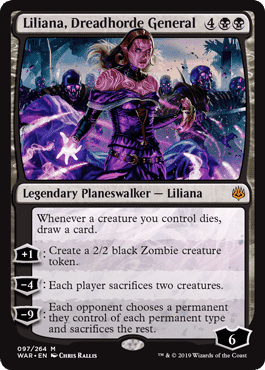 Liliana, Dreadhorde General 4
Legendary Planeswalker — Liliana
Whenever a creature you control dies,
draw a card.
+1: Create a 2/2 black Zombie creature
token.
−4: Each player sacrifices two creatures.
−9: Each opponent chooses a permanent
they control of each permanent type
and sacrifices the rest.
6
097/264 M
WAR • EN Chris Rallis
™ & © 2019 Wizards of the Coast